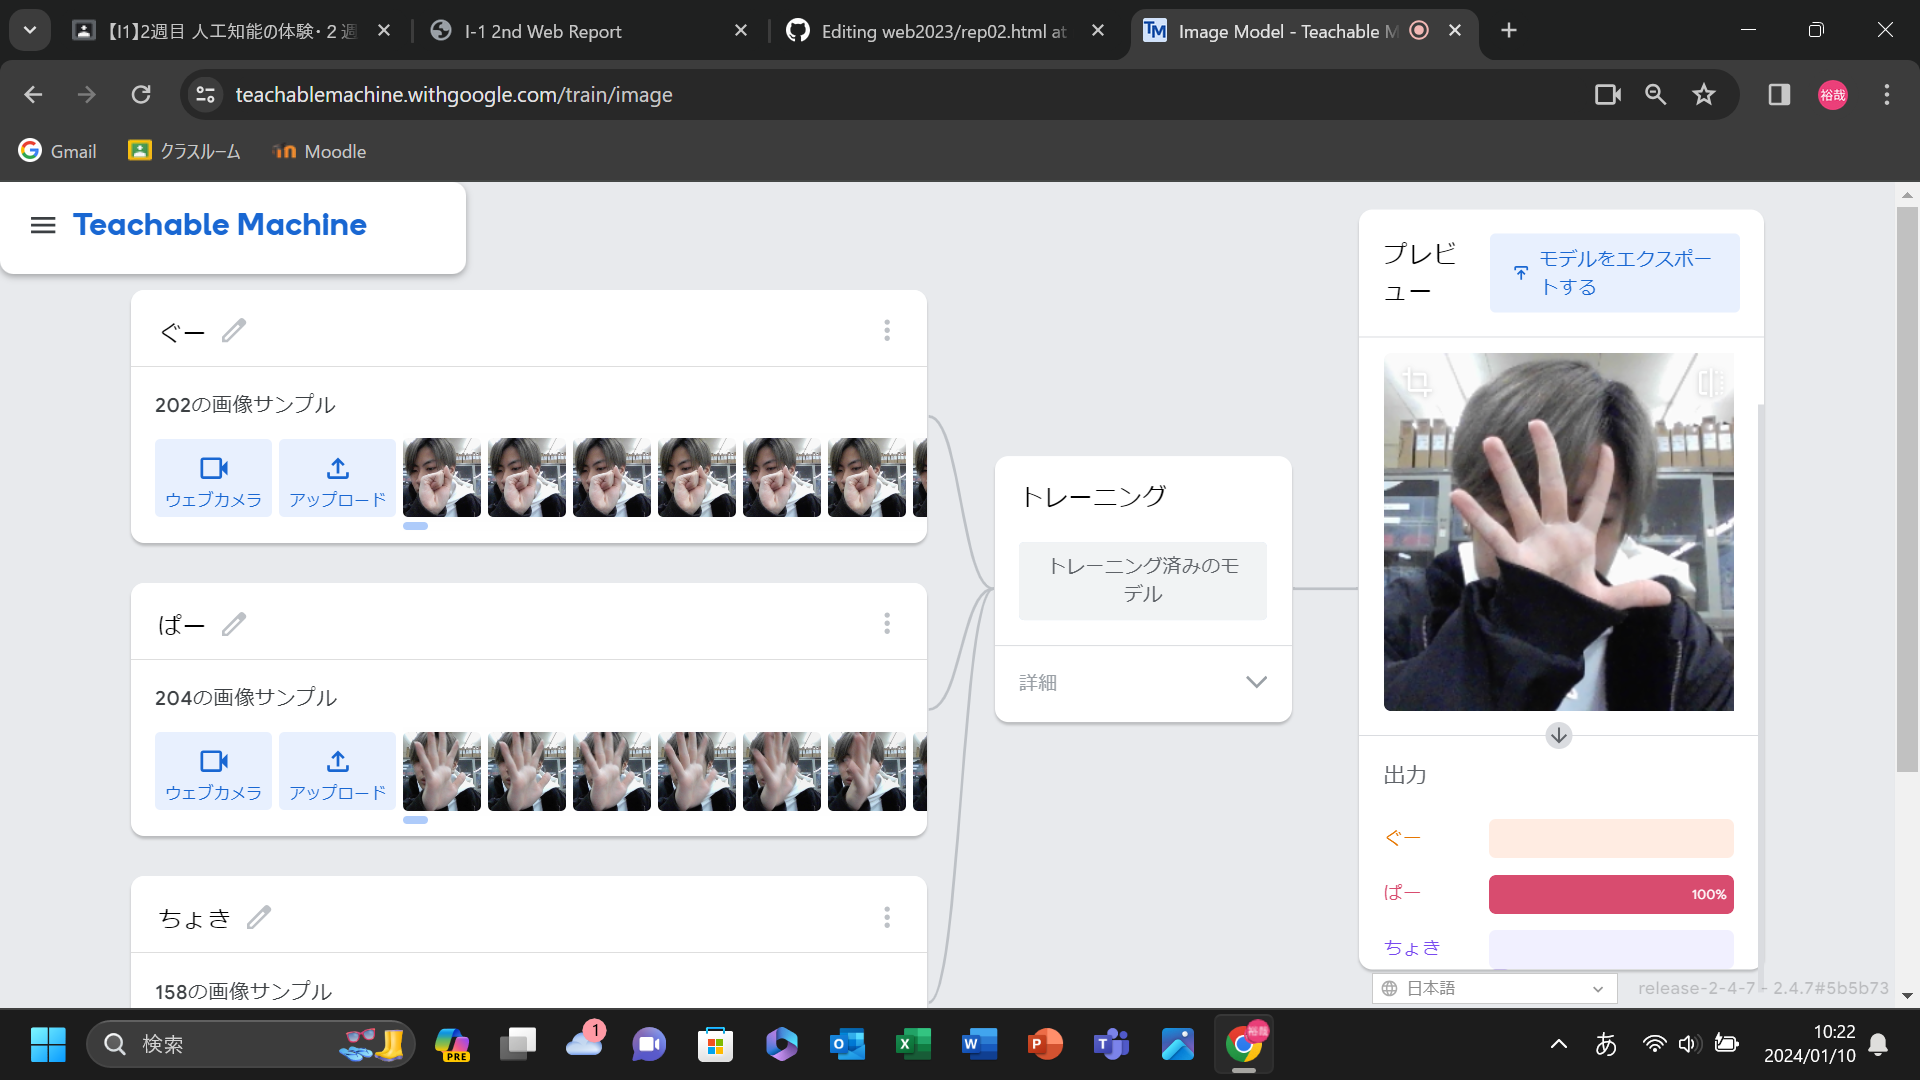 【I1】2週目 人工知能の体験・２週
I-1 2nd Web Report
Editing web2023/rep02.html at
Image Model - Teachable M
teachablemachine.withgoogle.com/train/image
裕哉
Gmail
クラスルーム
Moodle
Teachable Machine
ぐー
202の画像サンプル
ウェブカメラ
アップロード
ぱー
204の画像サンプル
ウェブカメラ
アップロード
ちょき
158の画像サンプル
トレーニング
トレーニング済みのモ
デル
詳細
プレビ
ュー
モデルをエクスポー
トする
出力
ぐー
ぱー
100%
ちょき
日本語
release-2-4-7 - 2.4.7#5b5b73
検索
PRE
1
裕哉
あ
10:22
2024/01/10